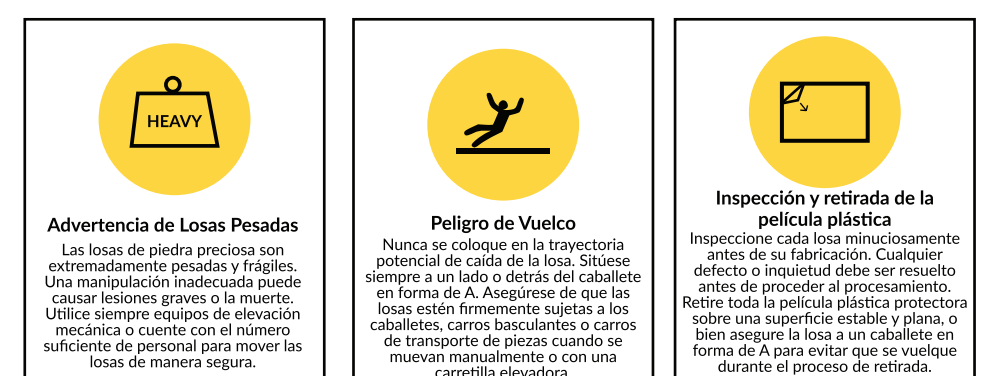 HEAVY
Advertencia de Losas Pesadas
Las losas de piedra preciosa son
extremadamente pesadas y frágiles.
Una manipulación inadecuada puede
causar lesiones graves o la muerte.
Utilice siempre equipos de elevación
mecánica o cuente con el número
suficiente de personal para mover las
losas de manera segura.
Peligro de Vuelco
Nunca se coloque en la trayectoria
potencial de caída de la losa. Sitúese
siempre a un lado o detrás del caballete
en forma de A. Asegúrese de que las
losas estén firmemente sujetas a los
caballetes, carros basculantes o carros
de transporte de piezas cuando se
muevan manualmente o con una
carretilla elevadora.
Inspección y retirada de la
película plástica
Inspeccione cada losa minuciosamente
antes de su fabricación. Cualquier
defecto o inquietud debe ser resuelto
antes de proceder al procesamiento.
Retire toda la película plástica protectora
sobre una superficie estable y plana, o
bien asegure la losa a un caballete en
forma de A para evitar que se vuelque
durante el proceso de retirada.